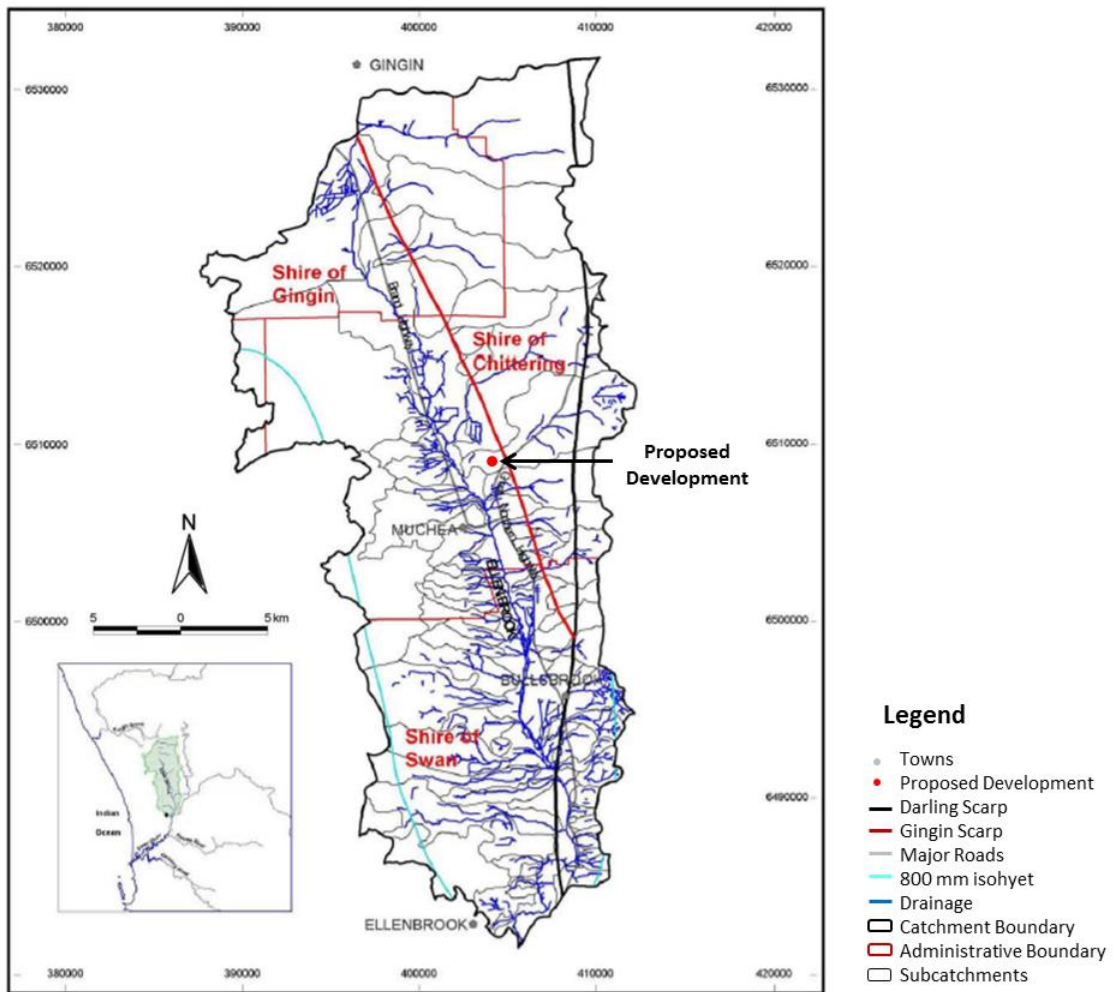 380000 390000 400000 410000 420000
GINGIN
6530000 6530000
6520000 6520000
Shire of
Gingin
Shire of
Chittering
6510000 6510000
Proposed
Development
MUCHEA
N
ELLENBROOK
5 0 5 km
6500000 6500000
BULLSBROOK
Shire of
Swan
6490000
Indian
Ocean
ELLENBROOK
380000 390000 400000 410000 420000
Legend
Towns
Proposed Development
Darling Scarp
Gingin Scarp
Major Roads
800 mm isohyet
Drainage
Catchment Boundary
Administrative Boundary
Subcatchments